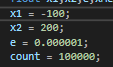 x1 = -100;
x2 = 200;
e = 0.000001;
count = 100000;